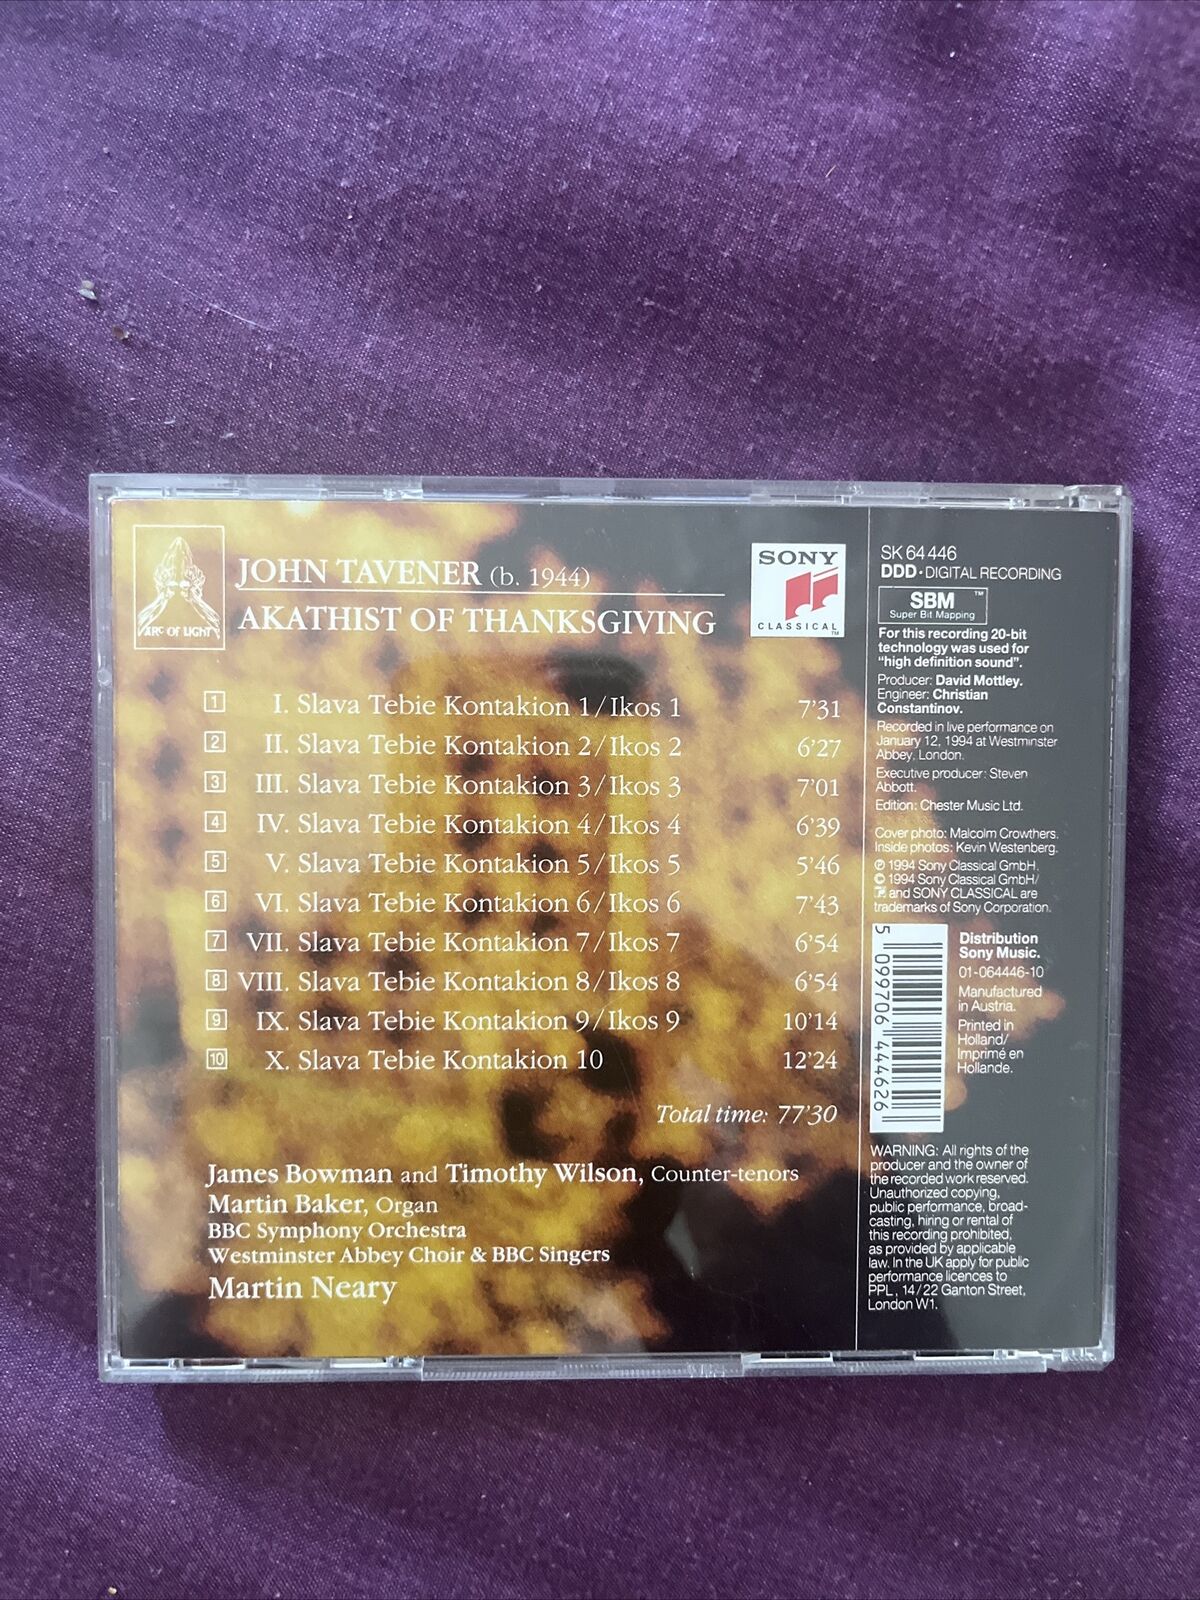 ARC OF LIGHT
JOHN TAVENER (b. 1944)
AKATHIST OF THANKSGIVING
SONY
CLASSICAL™
1 I. Slava Tebie Kontakion 1/Ikos 1 7'31
2 II. Slava Tebie Kontakion 2/Ikos 2 6'27
3 III. Slava Tebie Kontakion 3/Ikos 3 7'01
4 IV. Slava Tebie Kontakion 4/Ikos 4 6'39
5 V. Slava Tebie Kontakion 5/Ikos 5 5'46
6 VI. Slava Tebie Kontakion 6/Ikos 6 7'43
7 VII. Slava Tebie Kontakion 7/Ikos 7 6'54
8 VIII. Slava Tebie Kontakion 8/Ikos 8 6'54
9 IX. Slava Tebie Kontakion 9/Ikos 9 10'14
10 X. Slava Tebie Kontakion 10 12'24
Total time: 77'30
James Bowman and Timothy Wilson, Counter-tenors
Martin Baker, Organ
BBC Symphony Orchestra
Westminster Abbey Choir & BBC Singers
Martin Neary
SK 64 446
DDD · DIGITAL RECORDING
SBM™
Super Bit Mapping
For this recording 20-bit
technology was used for
"high definition sound".
Producer: David Mottley.
Engineer: Christian
Constantinov.
Recorded in live performance on
January 12, 1994 at Westminster
Abbey, London.
Executive producer: Steven
Abbott.
Edition: Chester Music Ltd.
Cover photo: Malcolm Crowthers.
Inside photos: Kevin Westenberg.
℗ 1994 Sony Classical GmbH.
© 1994 Sony Classical GmbH/
and SONY CLASSICAL are
trademarks of Sony Corporation.
5 099706 444626
Distribution
Sony Music.
01-064446-10
Manufactured
in Austria.
Printed in
Holland/
Imprimé en
Hollande.
WARNING: All rights of the
producer and the owner of
the recorded work reserved.
Unauthorized copying,
public performance, broad-
casting, hiring or rental of
this recording prohibited,
as provided by applicable
law. In the UK apply for public
performance licences to
PPL, 14/22 Ganton Street,
London W1.